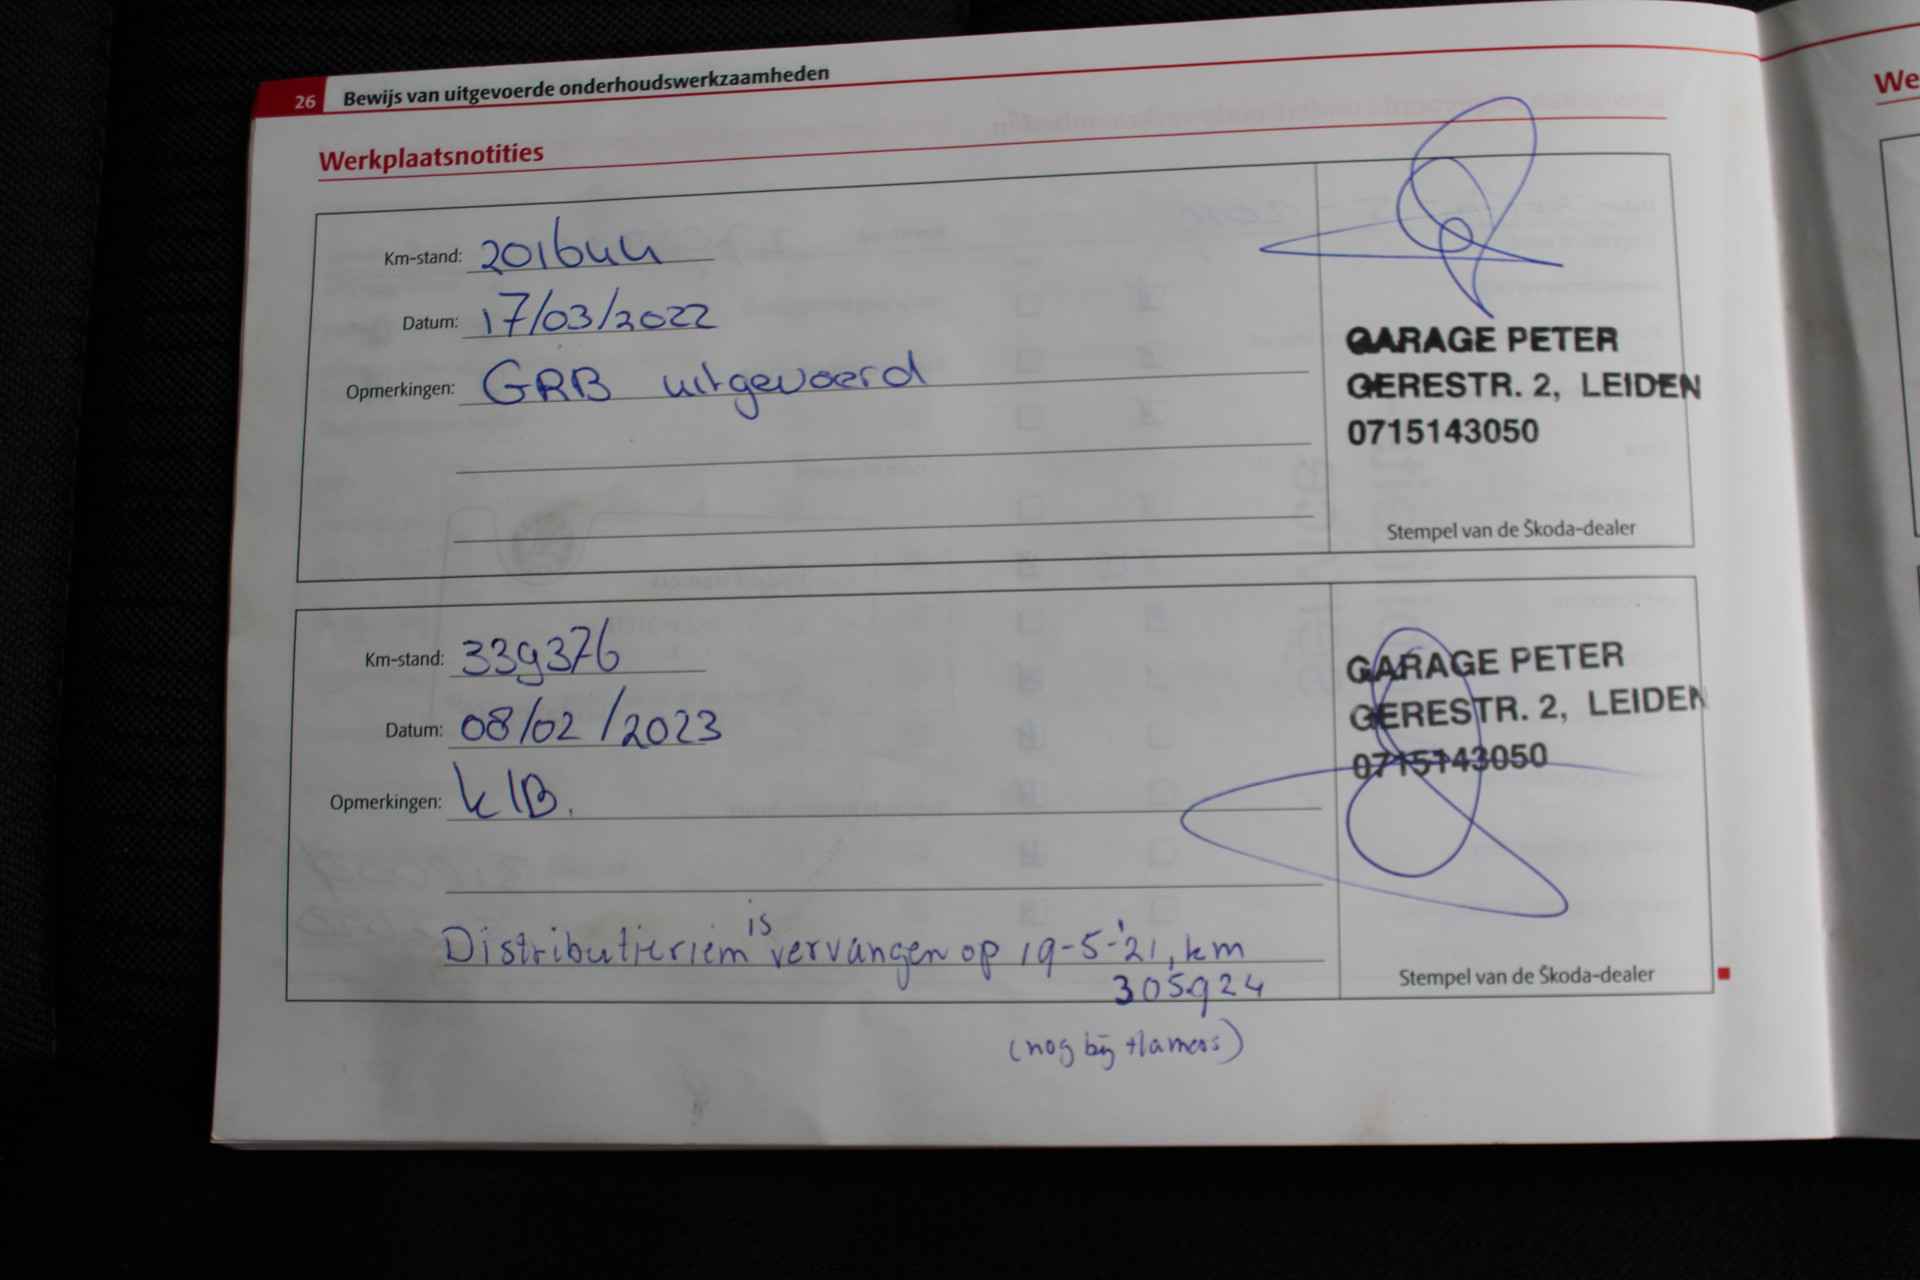 26 Bewijs van uitgevoerde onderhoudswerkzaamheden
We
Werkplaatsnotities
Km-stand: 201644
Datum: 17/03/2022
Opmerkingen: GRB uitgevoerd
GARAGE PETER
GERESTR. 2, LEIDEN
0715143050
Stempel van de Škoda-dealer
Km-stand: 339376
Datum: 08/02/2023
Opmerkingen: KIB.
GARAGE PETER
GERESTR. 2, LEIDEN
0715143050
Distributieriem is vervangen op 19-5-'21, km
305924
(nog bij
Stempel van de Škoda-dealer